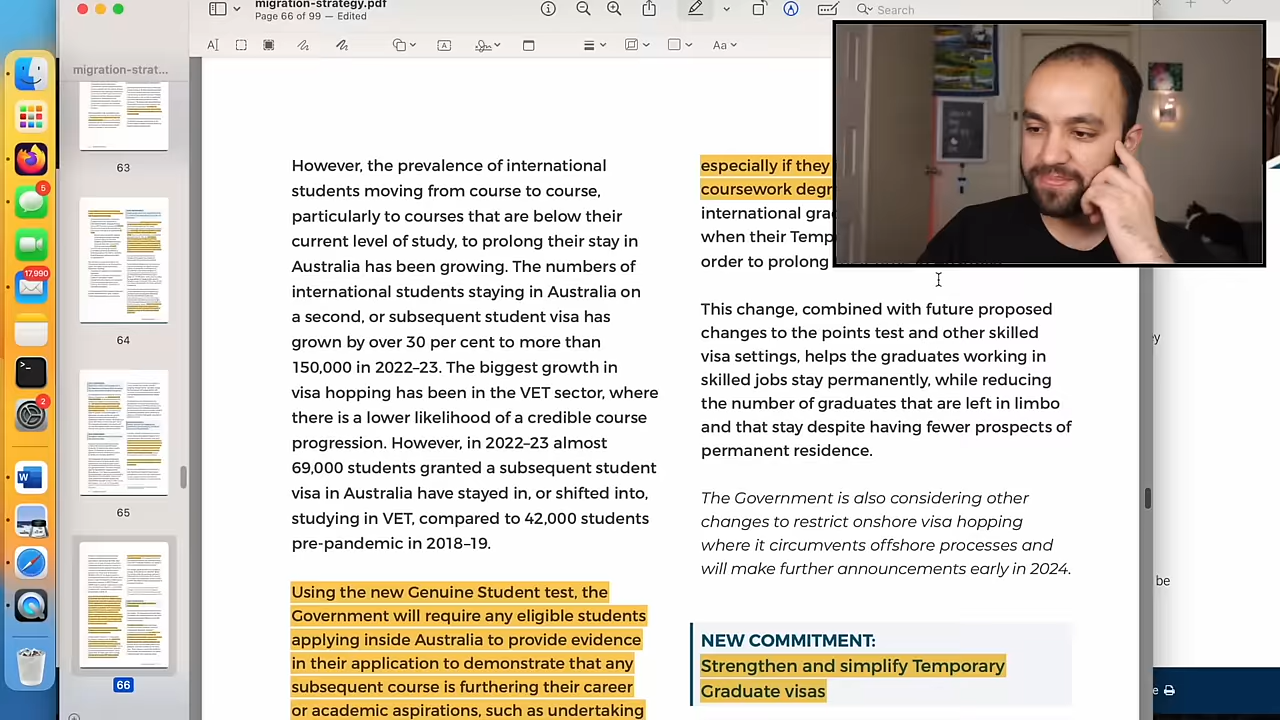 migration-strategy.pdf
Page 66 of 99 — Edited
Search
Aa
migration-strat...
63
64
65
66
5
17,990
2
However, the prevalence of international
students moving from course to course,
particularly to courses that are below their
current level of study, to prolong their stay in
Australia has been growing. The numbers of
international students staying in Australia on
a second, or subsequent student visa has
grown by over 30 per cent to more than
150,000 in 2022–23. The biggest growth in
visa hopping has been in the VET sector, where
there is a lower likelihood of a credible course
progression. However, in 2022–23 almost
69,000 students granted a subsequent student
visa in Australia have stayed in, or shifted into,
studying in VET, compared to 42,000 students
pre-pandemic in 2018–19.
Using the new Genuine Student test, the
Government will require any eligible students
applying inside Australia to provide evidence
in their application to demonstrate that any
subsequent course is furthering their career
or academic aspirations, such as undertaking
especially if they
coursework degr
international gra
when their Temp
order to prolong
This change, combined with future proposed
changes to the points test and other skilled
visa settings, helps the graduates working in
skilled jobs stay permanently, while reducing
the number of graduates that are left in limbo
and that stay despite having fewer prospects of
permanent residence.
The Government is also considering other
changes to restrict onshore visa hopping
where it circumvents offshore processes and
will make further announcements early in 2024.
NEW COMMITMENT:
Strengthen and simplify Temporary
Graduate visas
ey
be
e